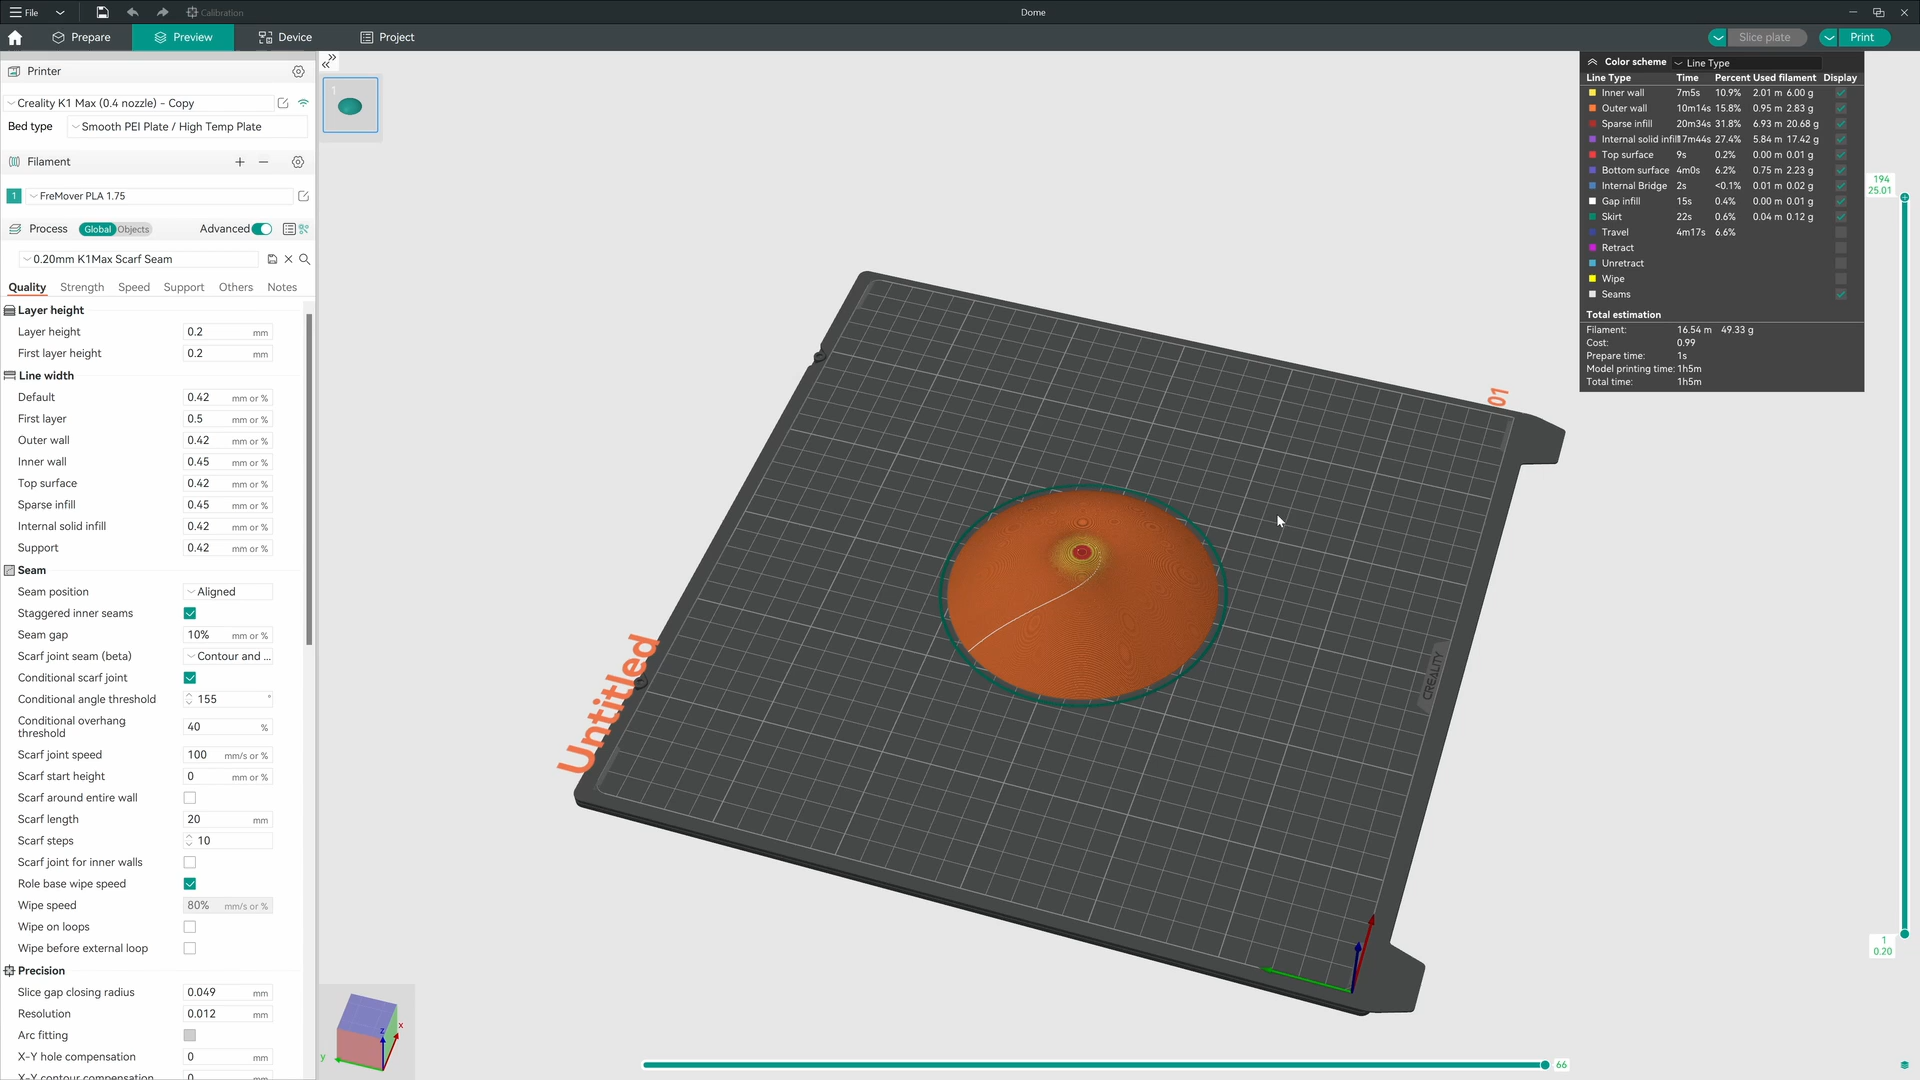 File
Calibration
Dome
Prepare
Preview
Device
Project
Slice plate
Print
Printer
Creality K1 Max (0.4 nozzle) - Copy
Bed type Smooth PEI Plate / High Temp Plate
Filament
1 FreMover PLA 1.75
Process Global Objects Advanced
0.20mm K1Max Scarf Seam
Quality Strength Speed Support Others Notes
Layer height
Layer height 0.2 mm
First layer height 0.2 mm
Line width
Default 0.42 mm or %
First layer 0.5 mm or %
Outer wall 0.42 mm or %
Inner wall 0.45 mm or %
Top surface 0.42 mm or %
Sparse infill 0.45 mm or %
Internal solid infill 0.42 mm or %
Support 0.42 mm or %
Seam
Seam position Aligned
Staggered inner seams
Seam gap 10% mm or %
Scarf joint seam (beta) Contour and ...
Conditional scarf joint
Conditional angle threshold 155 °
Conditional overhang
threshold 40 %
Scarf joint speed 100 mm/s or %
Scarf start height 0 mm or %
Scarf around entire wall
Scarf length 20 mm
Scarf steps 10
Scarf joint for inner walls
Role base wipe speed
Wipe speed 80% mm/s or %
Wipe on loops
Wipe before external loop
Precision
Slice gap closing radius 0.049 mm
Resolution 0.012 mm
Arc fitting
X-Y hole compensation 0 mm
X-Y contour compensation 0 mm
1
Untitled
01
CREALITY
z
x
y
66
Color scheme Line Type
Line Type Time Percent Used filament Display
Inner wall 7m5s 10.9% 2.01 m 6.00 g
Outer wall 10m14s 15.8% 0.95 m 2.83 g
Sparse infill 20m34s 31.8% 6.93 m 20.68 g
Internal solid infill 17m44s 27.4% 5.84 m 17.42 g
Top surface 9s 0.2% 0.00 m 0.01 g
Bottom surface 4m0s 6.2% 0.75 m 2.23 g
Internal Bridge 2s <0.1% 0.01 m 0.02 g
Gap infill 15s 0.4% 0.00 m 0.01 g
Skirt 22s 0.6% 0.04 m 0.12 g
Travel 4m17s 6.6%
Retract
Unretract
Wipe
Seams
Total estimation
Filament: 16.54 m 49.33 g
Cost: 0.99
Prepare time: 1s
Model printing time: 1h5m
Total time: 1h5m
194
25.01
1
0.20